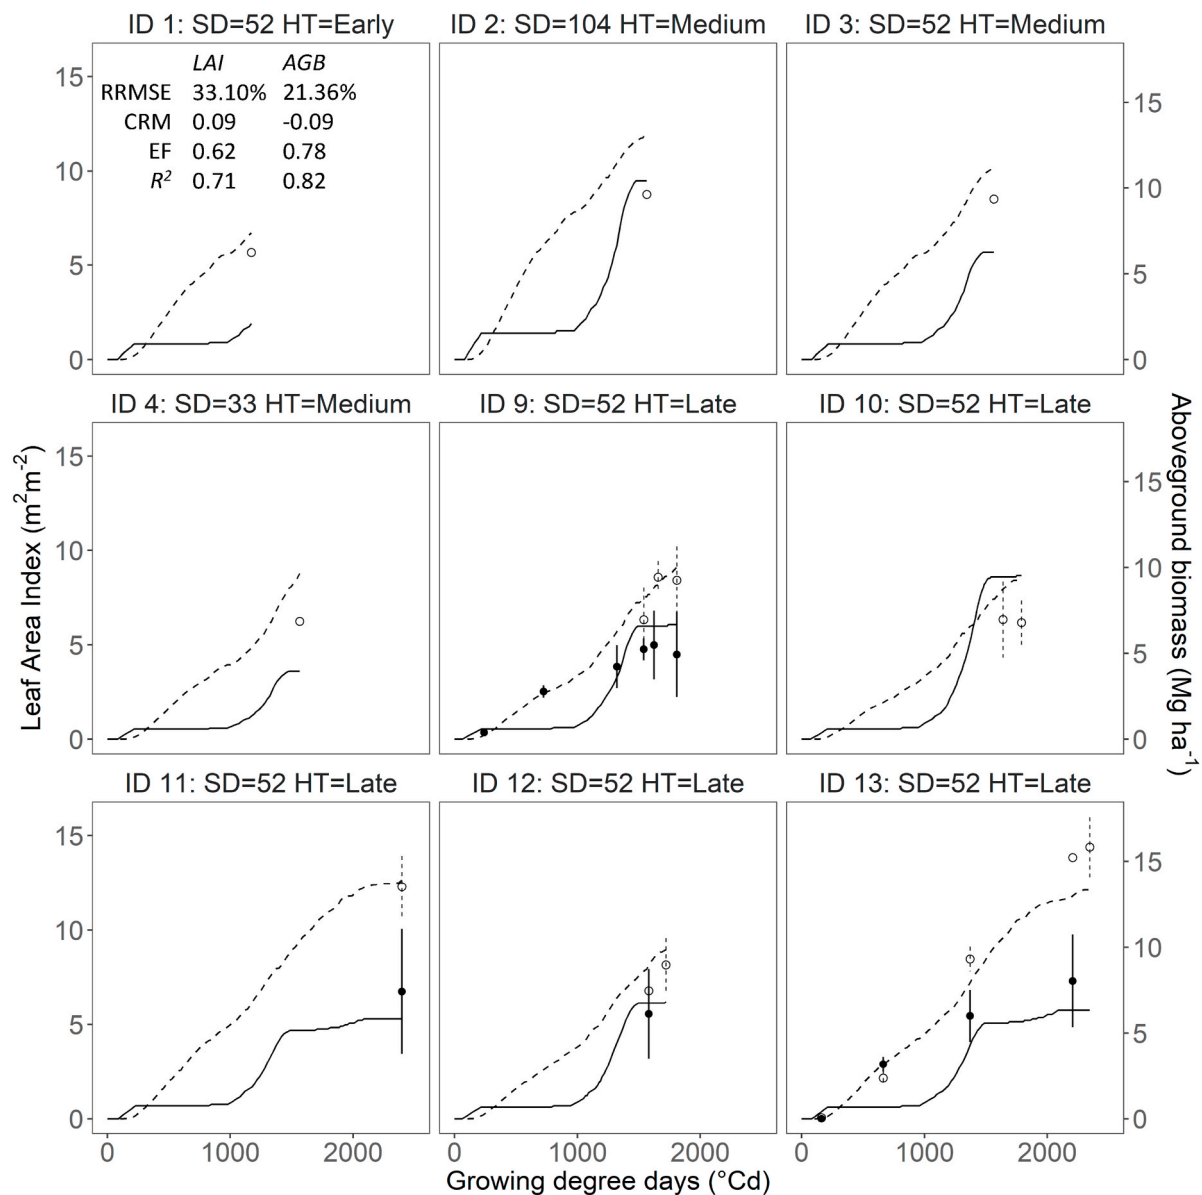 ID 1: SD=52 HT=Early
ID 2: SD=104 HT=Medium
ID 3: SD=52 HT=Medium
LAI AGB
RRMSE 33.10% 21.36%
CRM 0.09 -0.09
EF 0.62 0.78
R² 0.71 0.82
15
10
5
0
15
10
5
0
ID 4: SD=33 HT=Medium
ID 9: SD=52 HT=Late
ID 10: SD=52 HT=Late
15
10
5
0
15
10
5
0
Leaf Area Index (m²m⁻²)
Aboveground biomass (Mg ha⁻¹)
ID 11: SD=52 HT=Late
ID 12: SD=52 HT=Late
ID 13: SD=52 HT=Late
15
10
5
0
15
10
5
0
0 1000 2000 0 1000 2000 0 1000 2000
Growing degree days (°Cd)